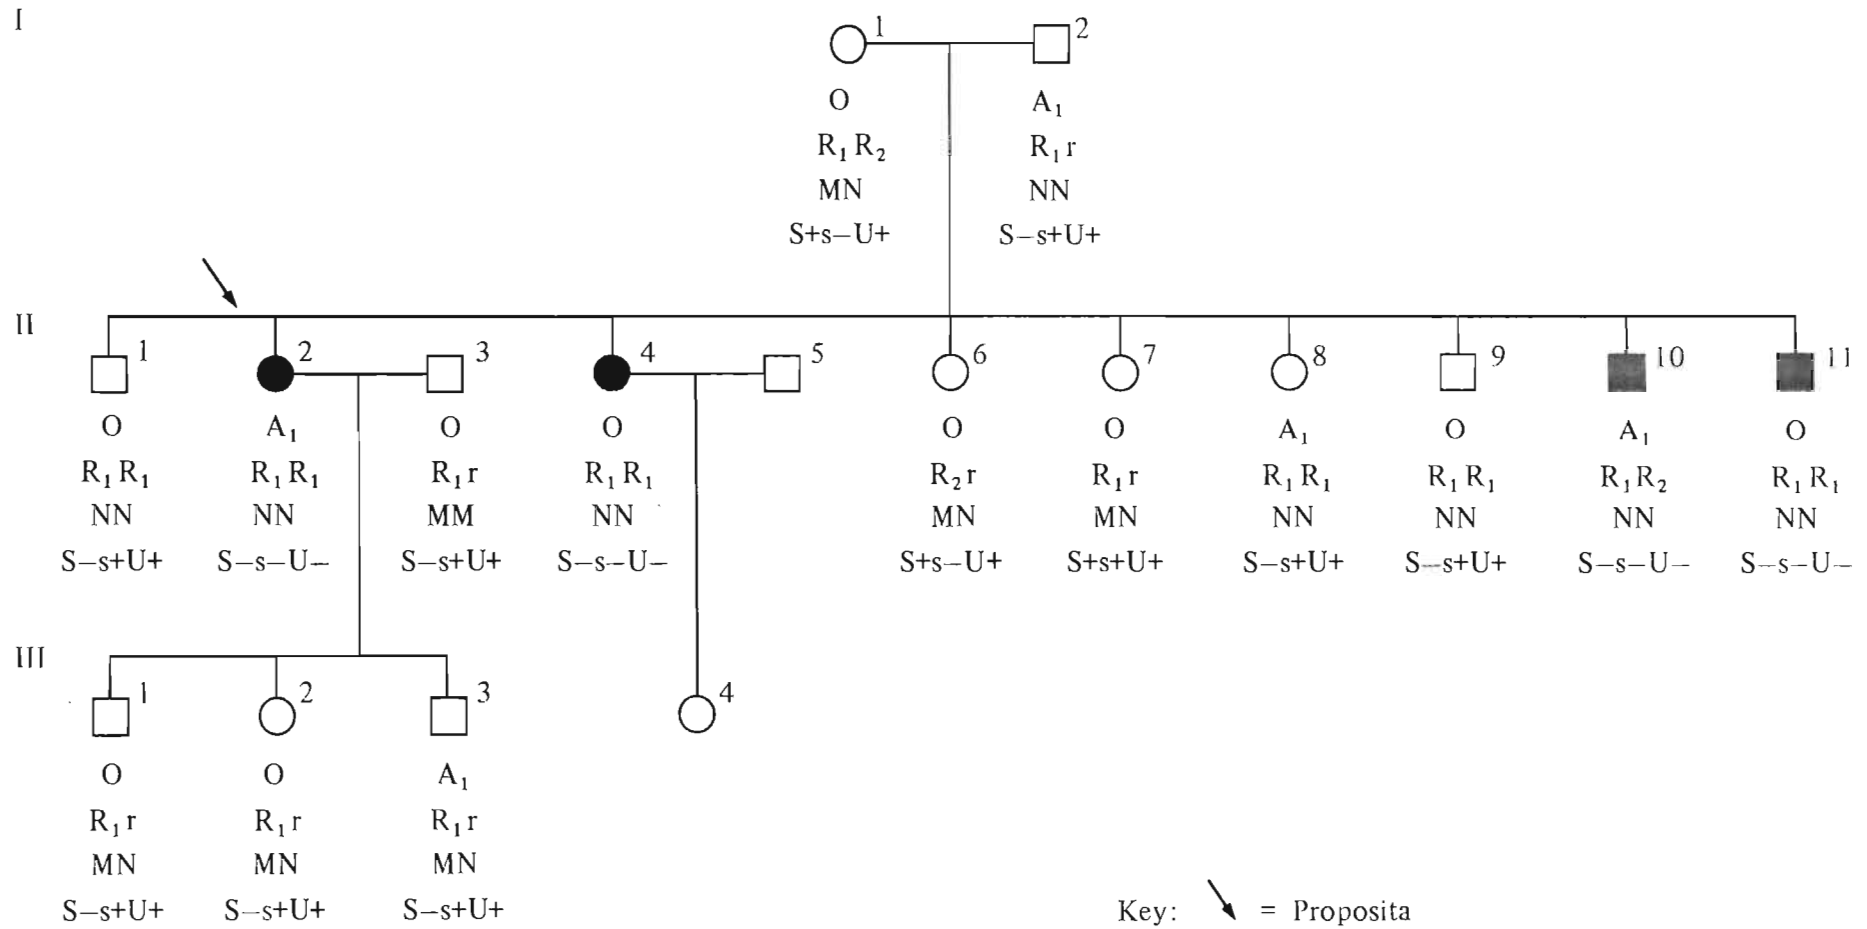 I
1 2
O A₁
R₁R₂ R₁r
MN NN
S+s−U+ S−s+U+
II
1 2 3 4 5 6 7 8 9 10 11
O A₁ O O O O A₁ O A₁ O
R₁R₁ R₁R₁ R₁r R₁R₁ R₂r R₁r R₁R₁ R₁R₁ R₁R₂ R₁R₁
NN NN MM NN MN MN NN NN NN NN
S−s+U+ S−s−U− S−s+U+ S−s−U− S+s−U+ S+s+U+ S−s+U+ S−s+U+ S−s−U− S−s−U−
III
1 2 3 4
O O A₁
R₁r R₁r R₁r
MN MN MN
S−s+U+ S−s+U+ S−s+U+
Key: = Proposita